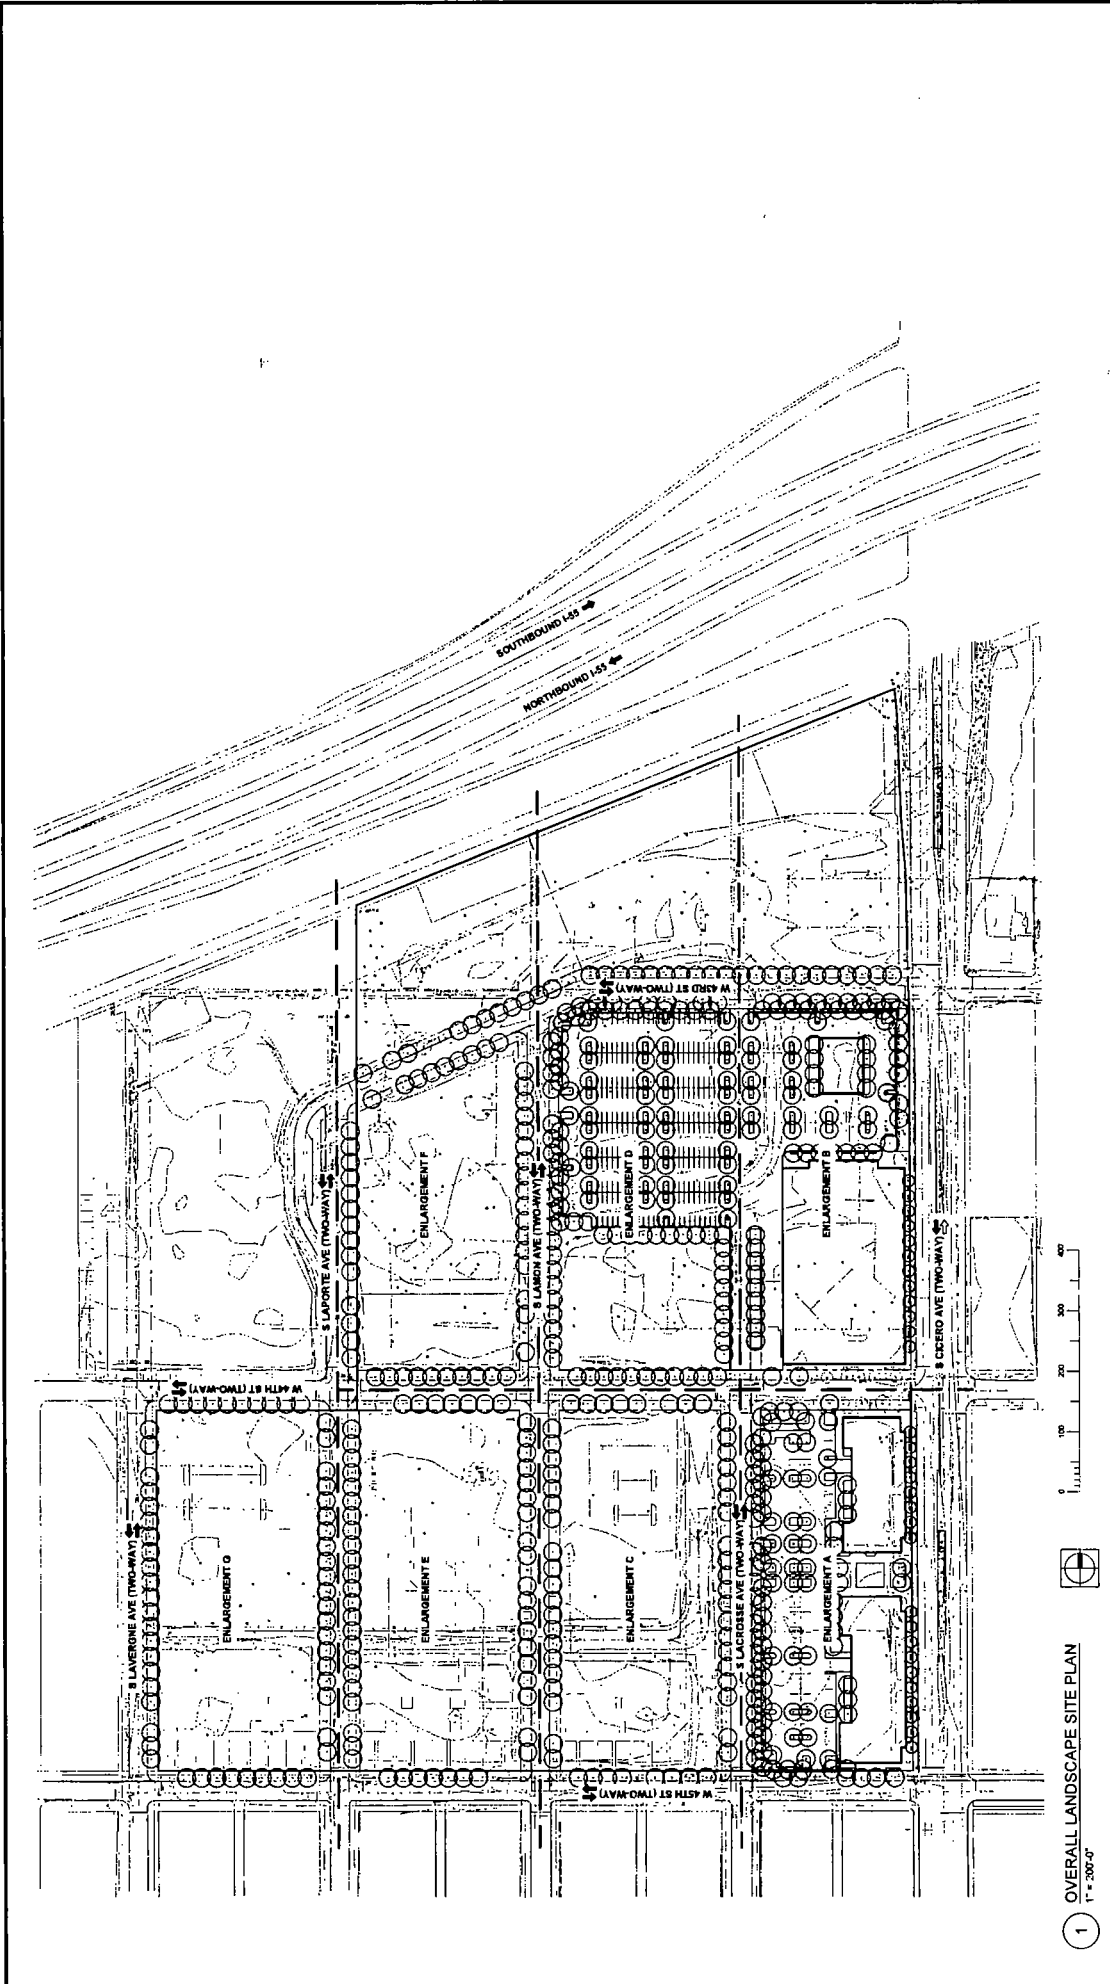 SOUTHBOUND I-55
NORTHBOUND I-55
W 43RD ST (TWO-WAY)
S LAPORTE AVE (TWO-WAY)
ENLARGEMENT F
S LAMON AVE (TWO-WAY)
ENLARGEMENT D
ENLARGEMENT B
S CICERO AVE (TWO-WAY)
W 44TH ST (TWO-WAY)
S LAVERGNE AVE (TWO-WAY)
ENLARGEMENT G
ENLARGEMENT E
ENLARGEMENT C
S LACROSSE AVE (TWO-WAY)
ENLARGEMENT A
W 45TH ST (TWO-WAY)
0 100 200 300 400
1 OVERALL LANDSCAPE SITE PLAN
1" = 200'-0"